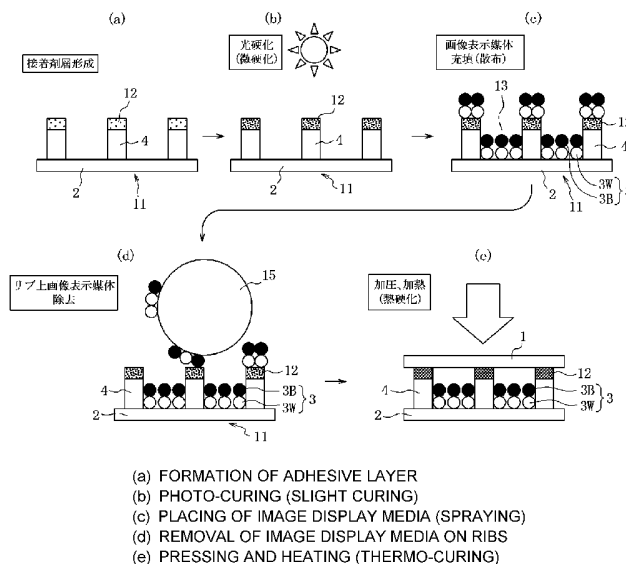 (a)
(b)
(c)
接着剤層形成
光硬化
(微硬化)
画像表示媒体
充填(散布)
12
4
2
11
12
4
2
11
13
12
4
2
11
3W
3B
(d)
(e)
リブ上画像表示媒体
除去
加圧、加熱
(熱硬化)
15
12
4
2
3B
3W
3
11
1
12
4
2
3B
3W
3
(a) FORMATION OF ADHESIVE LAYER
(b) PHOTO-CURING (SLIGHT CURING)
(c) PLACING OF IMAGE DISPLAY MEDIA (SPRAYING)
(d) REMOVAL OF IMAGE DISPLAY MEDIA ON RIBS
(e) PRESSING AND HEATING (THERMO-CURING)